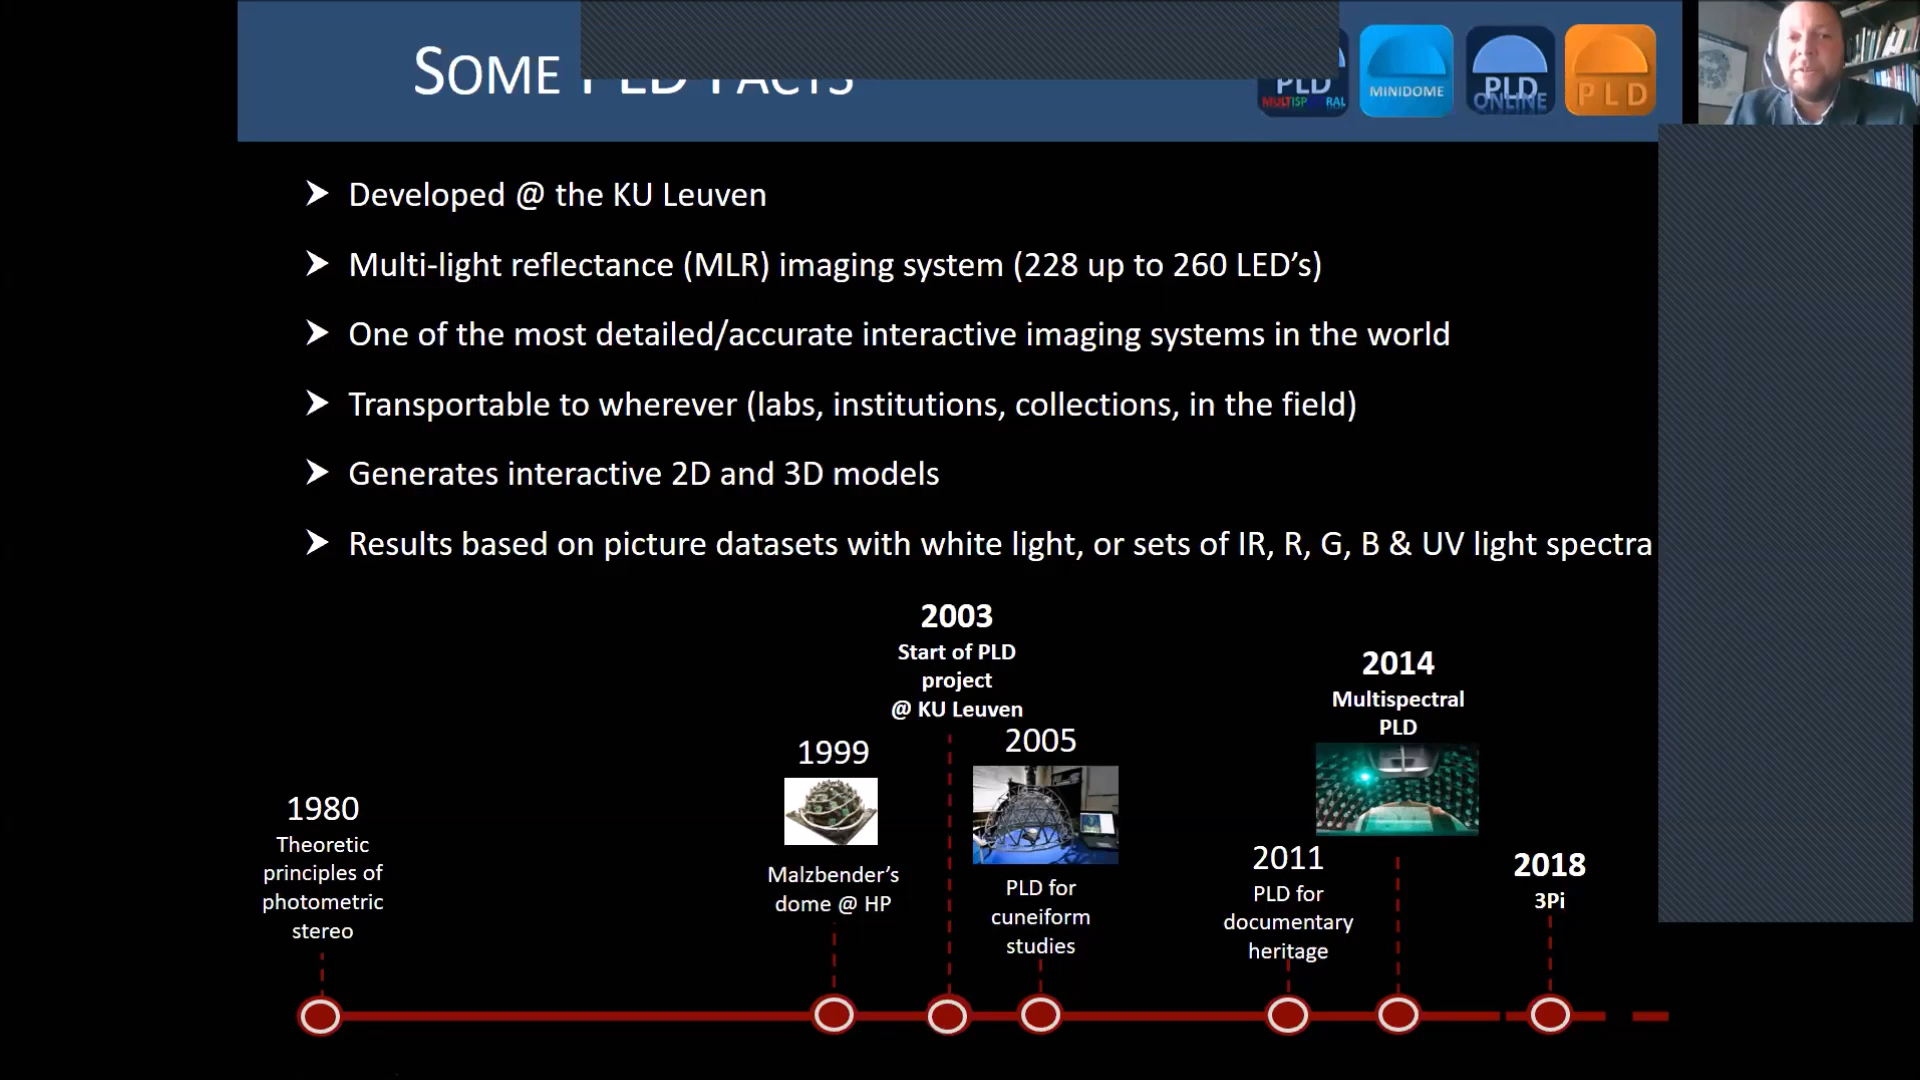 SOME PLD FACTS
PLD
MULTISP RAL
MINIDOME
PLD
ONLINE
PLD
➤ Developed @ the KU Leuven
➤ Multi-light reflectance (MLR) imaging system (228 up to 260 LED’s)
➤ One of the most detailed/accurate interactive imaging systems in the world
➤ Transportable to wherever (labs, institutions, collections, in the field)
➤ Generates interactive 2D and 3D models
➤ Results based on picture datasets with white light, or sets of IR, R, G, B & UV light spectra
1980
Theoretic
principles of
photometric
stereo
1999
Malzbender’s
dome @ HP
2003
Start of PLD
project
@ KU Leuven
2005
PLD for
cuneiform
studies
2011
PLD for
documentary
heritage
2014
Multispectral
PLD
2018
3Pi